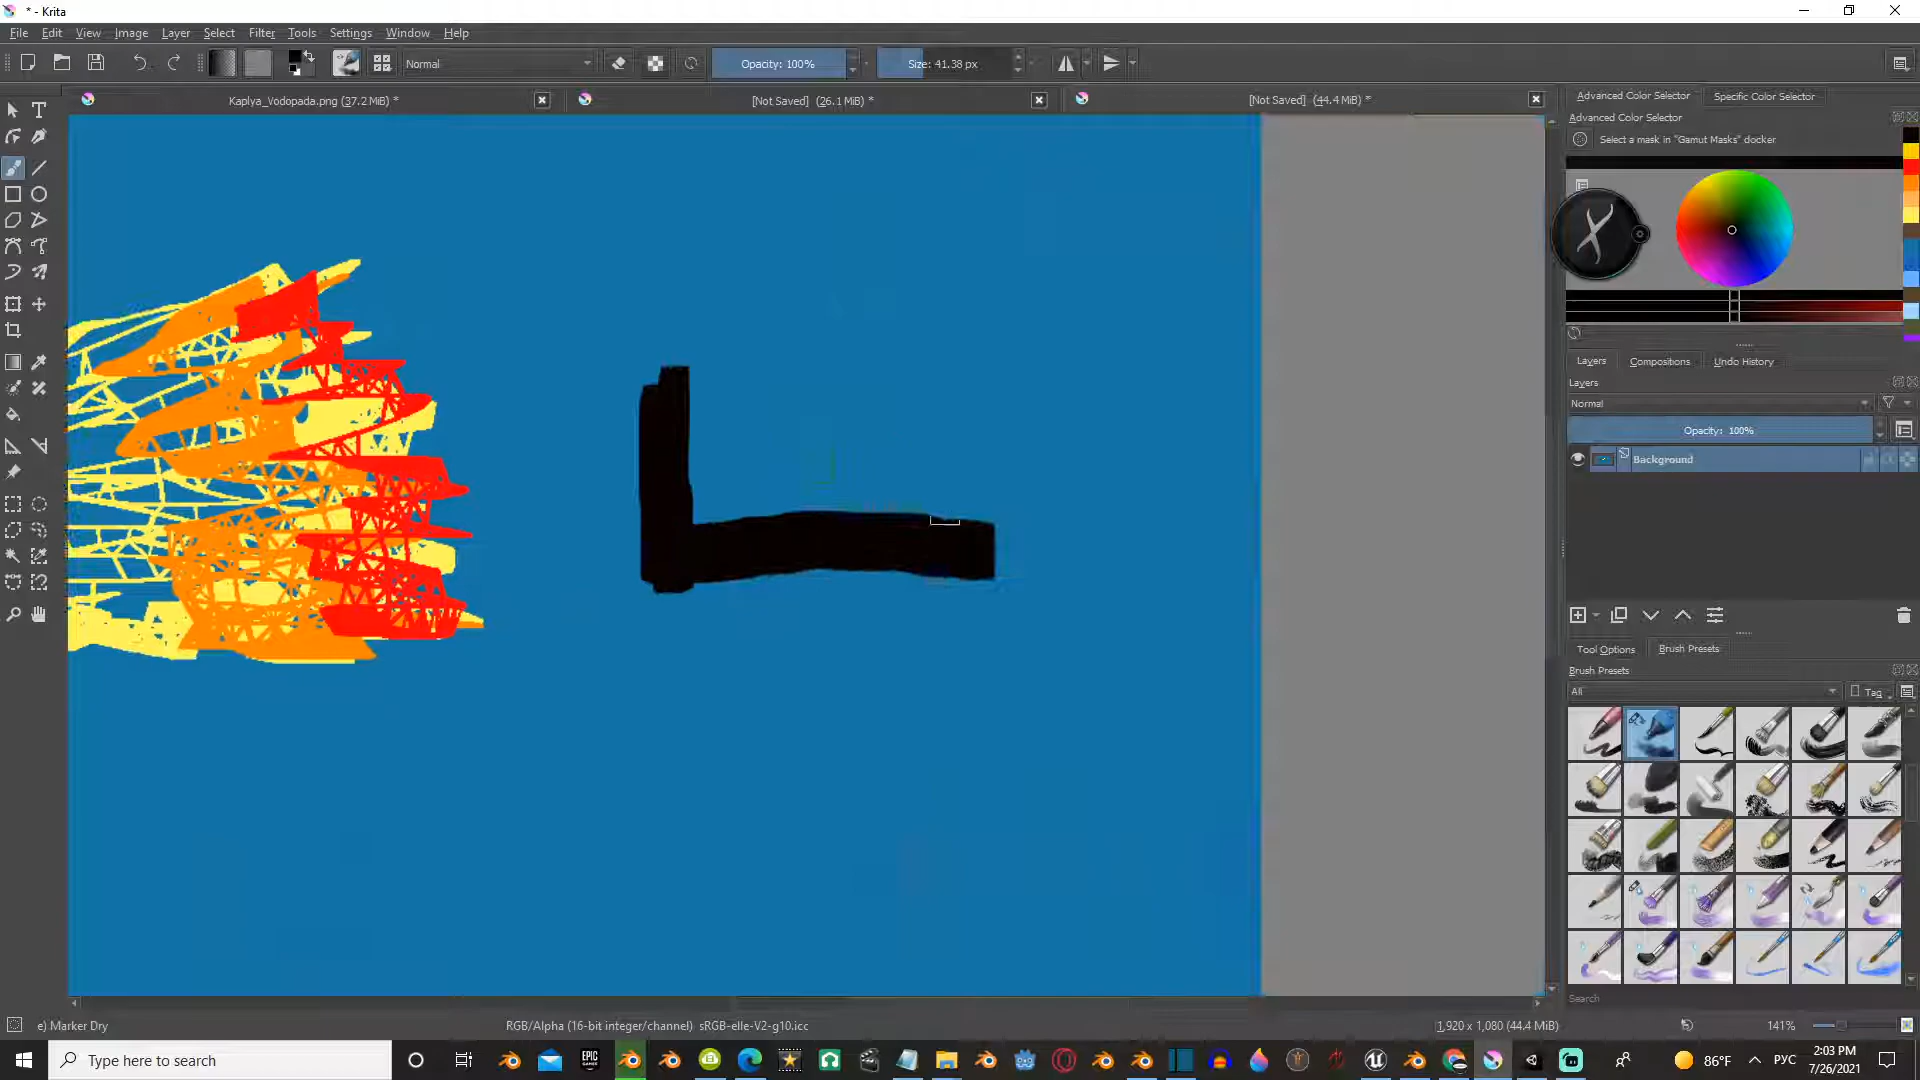 * - Krita
File Edit View Image Layer Select Filter Tools Settings Window Help
Normal Opacity: 100% Size: 41.38 px
Kaplya_Vodopada.png (37.2 MiB) * [Not Saved] (26.1 MiB) * [Not Saved] (44.4 MiB) *
Advanced Color Selector Specific Color Selector
Advanced Color Selector
Select a mask in "Gamut Masks" docker
Layers Compositions Undo History
Layers
Normal
Opacity: 100%
Background
Tool Options Brush Presets
Brush Presets
All Tag
Search
e) Marker Dry RGB/Alpha (16-bit integer/channel) sRGB-elle-V2-g10.icc 1,920 x 1,080 (44.4 MiB) 141%
Type here to search EPIC GAMES 86°F РУС 2:03 PM
7/26/2021